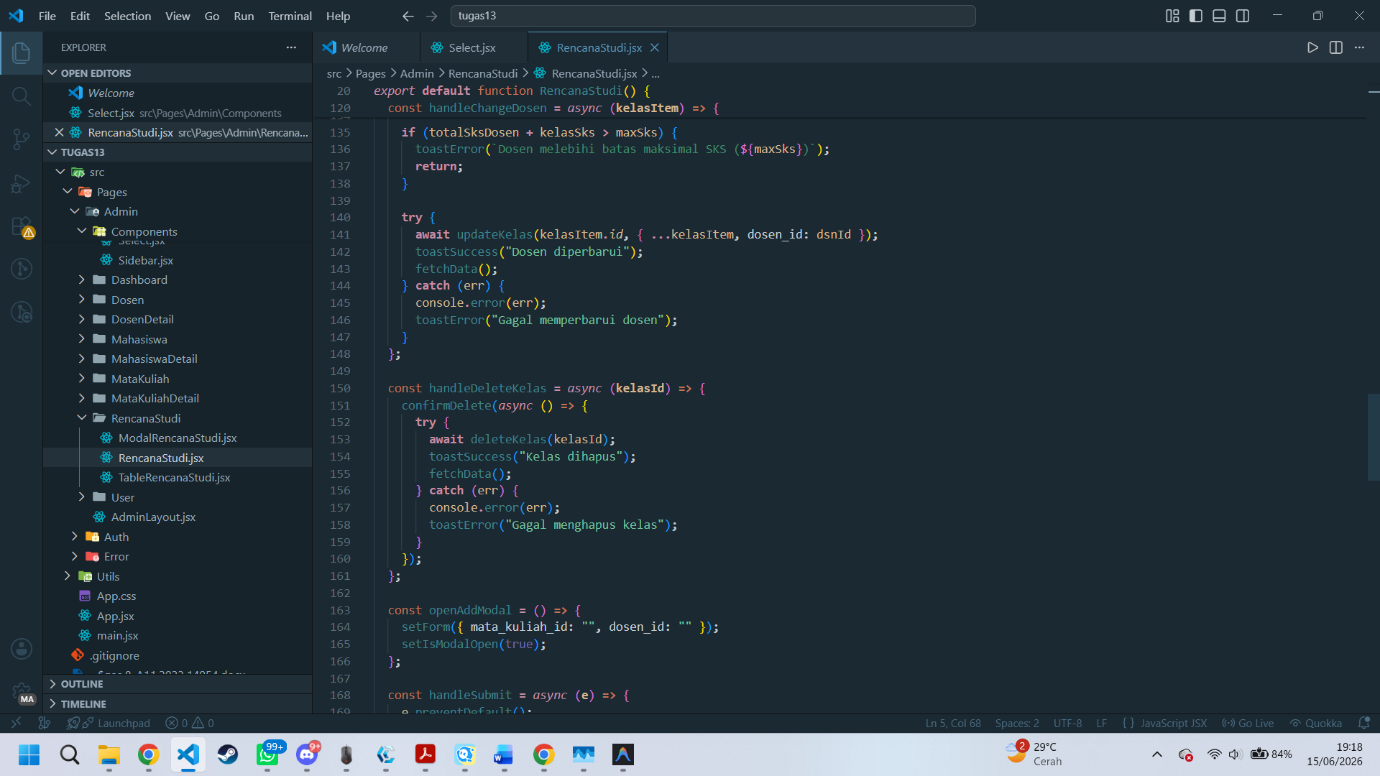 File Edit Selection View Go Run Terminal Help
tugas13
EXPLORER
Welcome
Select.jsx
RencanaStudi.jsx
OPEN EDITORS
Welcome
Select.jsx src\Pages\Admin\Components
RencanaStudi.jsx src\Pages\Admin\Rencana...
TUGAS13
src
Pages
Admin
Components
Select.jsx
Sidebar.jsx
Dashboard
Dosen
DosenDetail
Mahasiswa
MahasiswaDetail
MataKuliah
MataKuliahDetail
RencanaStudi
ModalRencanaStudi.jsx
RencanaStudi.jsx
TableRencanaStudi.jsx
User
AdminLayout.jsx
Auth
Error
Utils
App.css
App.jsx
main.jsx
.gitignore
OUTLINE
TIMELINE
src > Pages > Admin > RencanaStudi > RencanaStudi.jsx > ...
20 export default function RencanaStudi() {
120 const handleChangeDosen = async (kelasItem) => {
135 if (totalSksDosen + kelasSks > maxSks) {
136 toastError(`Dosen melebihi batas maksimal SKS (${maxSks})`);
137 return;
138 }
139
140 try {
141 await updateKelas(kelasItem.id, { ...kelasItem, dosen_id: dsnId });
142 toastSuccess("Dosen diperbarui");
143 fetchData();
144 } catch (err) {
145 console.error(err);
146 toastError("Gagal memperbarui dosen");
147 }
148 };
149
150 const handleDeleteKelas = async (kelasId) => {
151 confirmDelete(async () => {
152 try {
153 await deleteKelas(kelasId);
154 toastSuccess("Kelas dihapus");
155 fetchData();
156 } catch (err) {
157 console.error(err);
158 toastError("Gagal menghapus kelas");
159 }
160 });
161 };
162
163 const openAddModal = () => {
164 setForm({ mata_kuliah_id: "", dosen_id: "" });
165 setIsModalOpen(true);
166 };
167
168 const handleSubmit = async (e) => {
169 e.preventDefault();
MA
Launchpad 0 0
Ln 5, Col 68 Spaces: 2 UTF-8 LF { } JavaScript JSX Go Live Quokka
99+
9+
2
29°C
Cerah
84%
19:18
15/06/2026